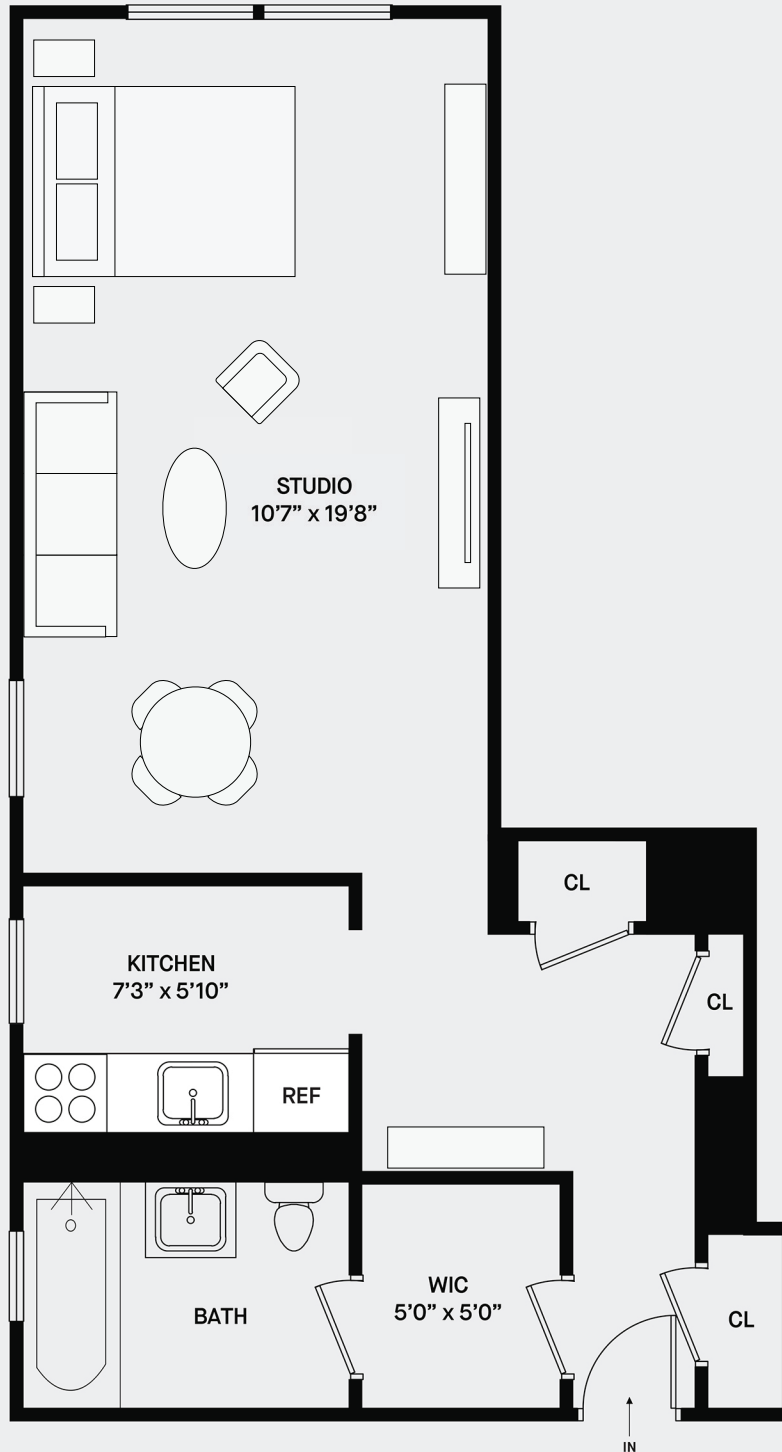 STUDIO
10’7” x 19’8”
CL
KITCHEN
7’3” x 5’10”
CL
REF
WIC
5’0” x 5’0”
BATH
CL
IN